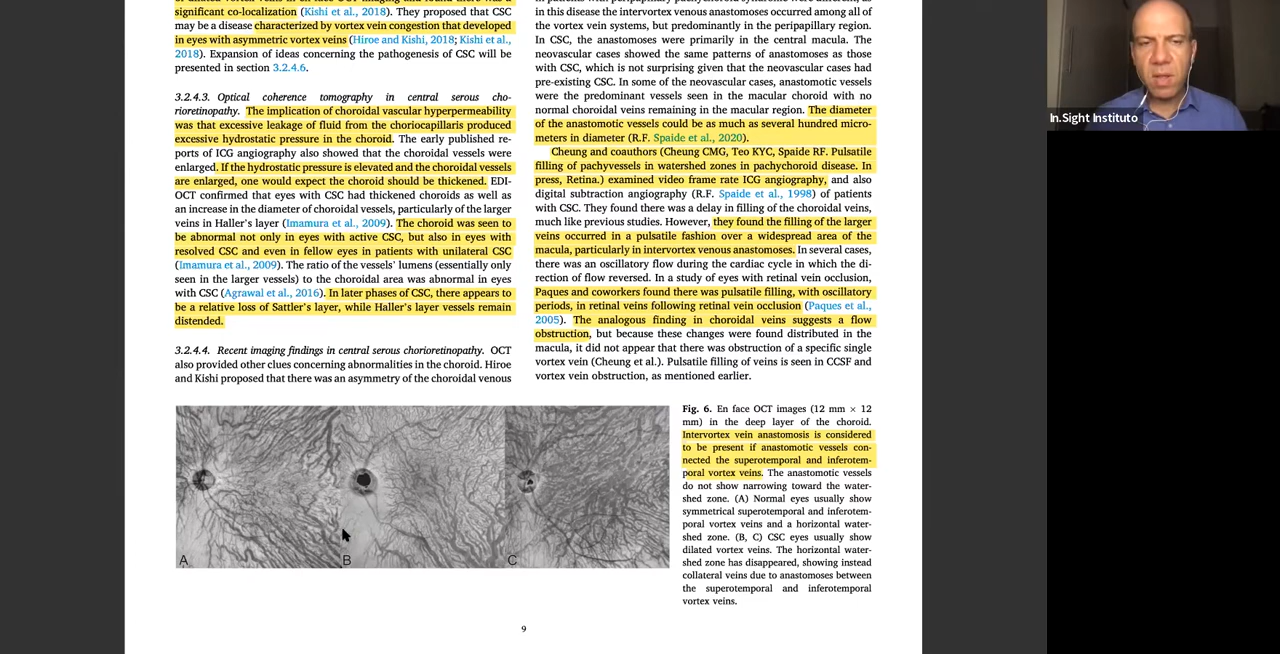 significant co-localization (Kishi et al., 2018). They proposed that CSC
may be a disease characterized by vortex vein congestion that developed
in eyes with asymmetric vortex veins (Hiroe and Kishi, 2018; Kishi et al.,
2018). Expansion of ideas concerning the pathogenesis of CSC will be
presented in section 3.2.4.6.
3.2.4.3. Optical coherence tomography in central serous cho-
rioretinopathy. The implication of choroidal vascular hyperpermeability
was that excessive leakage of fluid from the choriocapillaris produced
excessive hydrostatic pressure in the choroid. The early published re-
ports of ICG angiography also showed that the choroidal vessels were
enlarged. If the hydrostatic pressure is elevated and the choroidal vessels
are enlarged, one would expect the choroid should be thickened. EDI-
OCT confirmed that eyes with CSC had thickened choroids as well as
an increase in the diameter of choroidal vessels, particularly of the larger
veins in Haller's layer (Imamura et al., 2009). The choroid was seen to
be abnormal not only in eyes with active CSC, but also in eyes with
resolved CSC and even in fellow eyes in patients with unilateral CSC
(Imamura et al., 2009). The ratio of the vessels' lumens (essentially only
seen in the larger vessels) to the choroidal area was abnormal in eyes
with CSC (Agrawal et al., 2016). In later phases of CSC, there appears to
be a relative loss of Sattler's layer, while Haller's layer vessels remain
distended.
3.2.4.4. Recent imaging findings in central serous chorioretinopathy. OCT
also provided other clues concerning abnormalities in the choroid. Hiroe
and Kishi proposed that there was an asymmetry of the choroidal venous
in this disease the intervortex venous anastomoses occurred among all of
the vortex vein systems, but predominantly in the peripapillary region.
In CSC, the anastomoses were primarily in the central macula. The
neovascular cases showed the same patterns of anastomoses as those
with CSC, which is not surprising given that the neovascular cases had
pre-existing CSC. In some of the neovascular cases, anastomotic vessels
were the predominant vessels seen in the macular choroid with no
normal choroidal veins remaining in the macular region. The diameter
of the anastomotic vessels could be as much as several hundred micro-
meters in diameter (R.F. Spaide et al., 2020).
Cheung and coauthors (Cheung CMG, Teo KYC, Spaide RF. Pulsatile
filling of pachyvessels in watershed zones in pachychoroid disease. In
press, Retina.) examined video frame rate ICG angiography, and also
digital subtraction angiography (R.F. Spaide et al., 1998) of patients
with CSC. They found there was a delay in filling of the choroidal veins,
much like previous studies. However, they found the filling of the larger
veins occurred in a pulsatile fashion over a widespread area of the
macula, particularly in intervortex venous anastomoses. In several cases,
there was an oscillatory flow during the cardiac cycle in which the di-
rection of flow reversed. In a study of eyes with retinal vein occlusion,
Paques and coworkers found there was pulsatile filling, with oscillatory
periods, in retinal veins following retinal vein occlusion (Paques et al.,
2005). The analogous finding in choroidal veins suggests a flow
obstruction, but because these changes were found distributed in the
macula, it did not appear that there was obstruction of a specific single
vortex vein (Cheung et al.). Pulsatile filling of veins is seen in CCSF and
vortex vein obstruction, as mentioned earlier.
A
B
C
Fig. 6. En face OCT images (12 mm × 12
mm) in the deep layer of the choroid.
Intervortex vein anastomosis is considered
to be present if anastomotic vessels con-
nected the superotemporal and inferotem-
poral vortex veins. The anastomotic vessels
do not show narrowing toward the water-
shed zone. (A) Normal eyes usually show
symmetrical superotemporal and inferotem-
poral vortex veins and a horizontal water-
shed zone. (B, C) CSC eyes usually show
dilated vortex veins. The horizontal water-
shed zone has disappeared, showing instead
collateral veins due to anastomoses between
the superotemporal and inferotemporal
vortex veins.
9
In.Sight Instituto